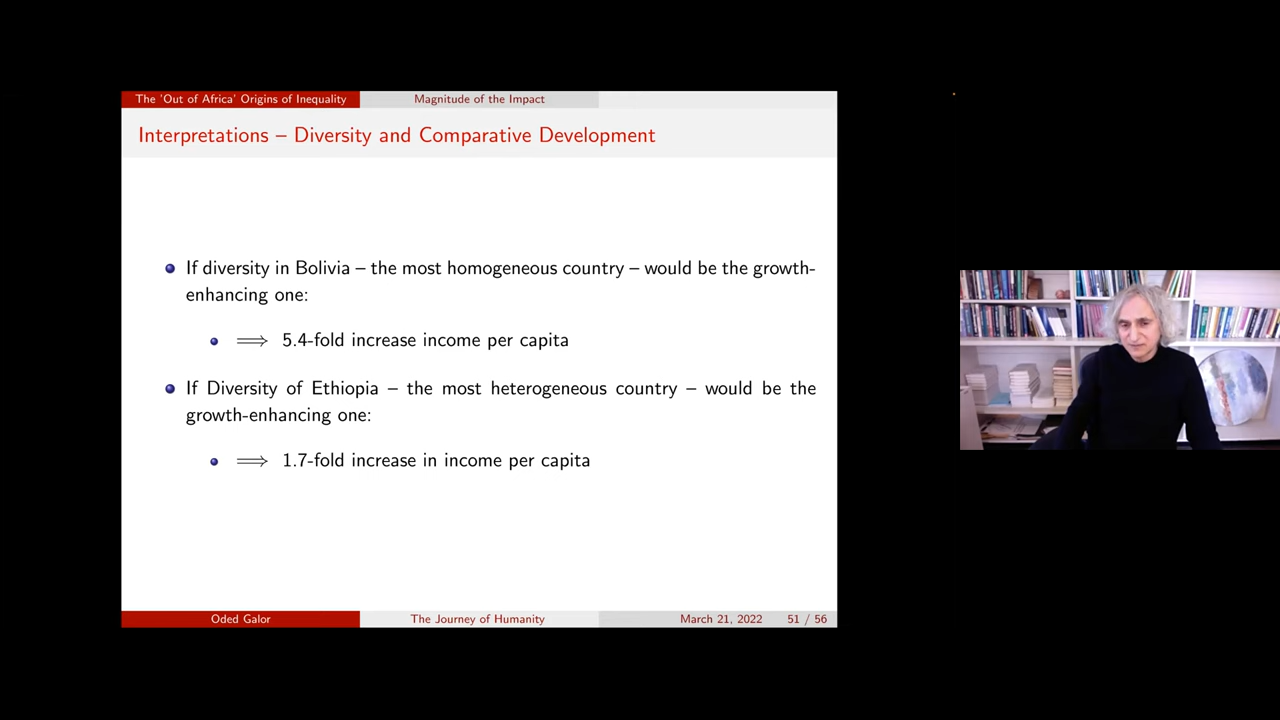 The 'Out of Africa' Origins of Inequality
Magnitude of the Impact
Interpretations – Diversity and Comparative Development
If diversity in Bolivia – the most homogeneous country – would be the growth-
enhancing one:
⟹ 5.4-fold increase income per capita
If Diversity of Ethiopia – the most heterogeneous country – would be the
growth-enhancing one:
⟹ 1.7-fold increase in income per capita
Oded Galor
The Journey of Humanity
March 21, 2022
51 / 56